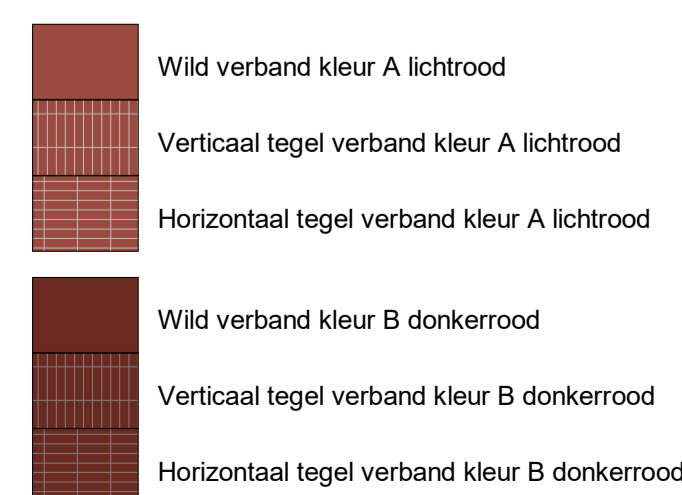 Wild verband kleur A lichtrood
Verticaal tegel verband kleur A lichtrood
Horizontaal tegel verband kleur A lichtrood
Wild verband kleur B donkerrood
Verticaal tegel verband kleur B donkerrood
Horizontaal tegel verband kleur B donkerrood